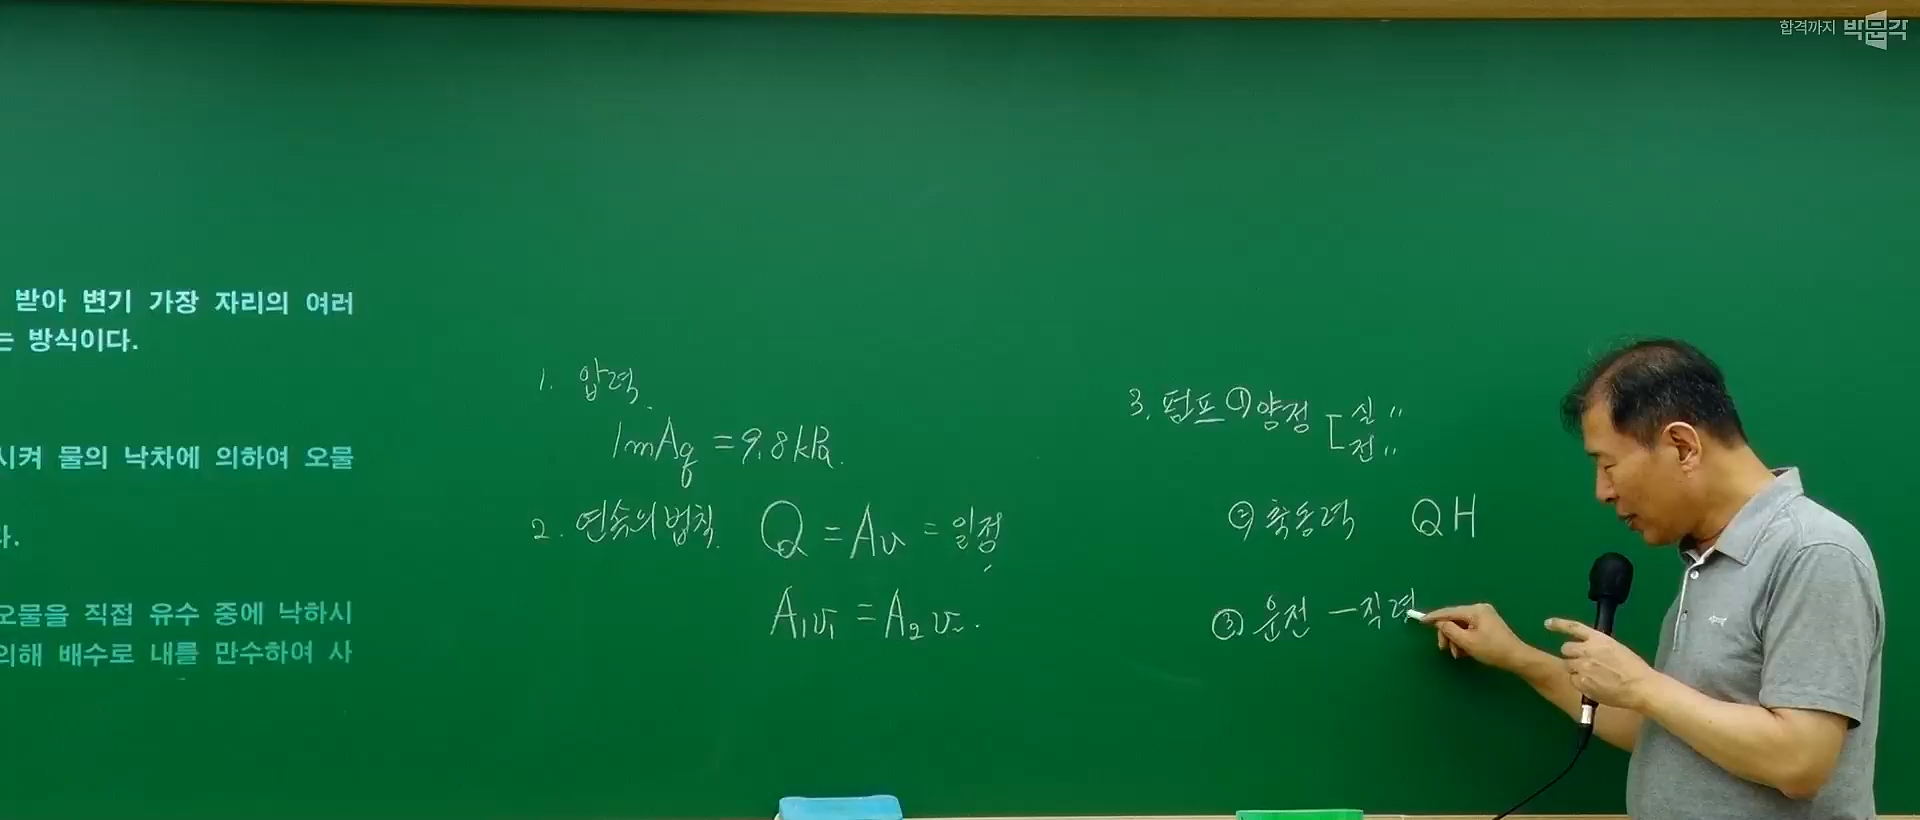 합격까지 박문각
받아 변기 가장 자리의 여러
는 방식이다.
시켜 물의 낙차에 의하여 오물
다.
오물을 직접 유수 중에 낙하시
의해 배수로 내를 만수하여 사
1. 압력.
1mAq = 9.8kPa.
2. 연속의 법칙. Q = Av = 일정
A₁v₁ = A₂v₂.
3. 펌프 ① 양정 [ 실 〃
전 〃
② 축동력 QH
③ 운전 - 직렬